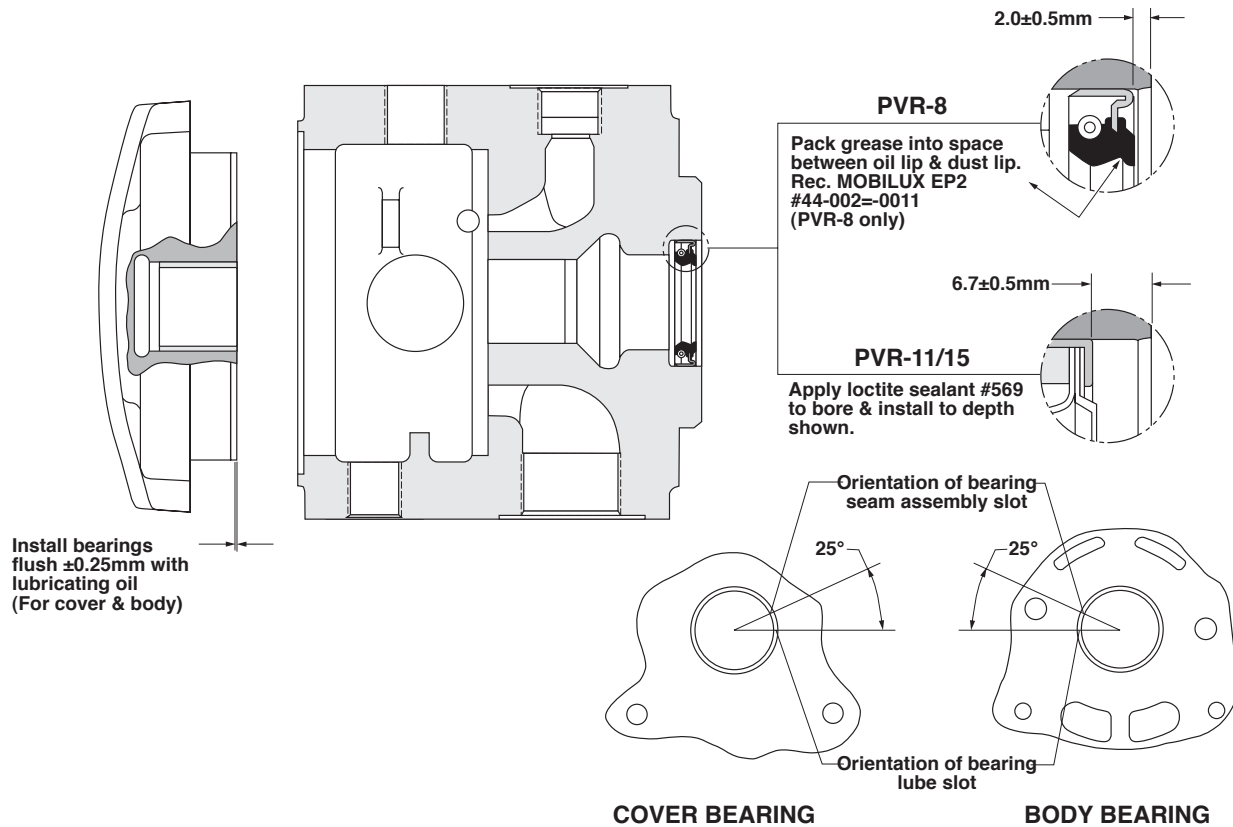 2.0±0.5mm
PVR-8
Pack grease into space
between oil lip & dust lip.
Rec. MOBILUX EP2
#44-002=-0011
(PVR-8 only)
6.7±0.5mm
PVR-11/15
Apply loctite sealant #569
to bore & install to depth
shown.
Install bearings
flush ±0.25mm with
lubricating oil
(For cover & body)
Orientation of bearing
seam assembly slot
25°
25°
Orientation of bearing
lube slot
COVER BEARING
BODY BEARING